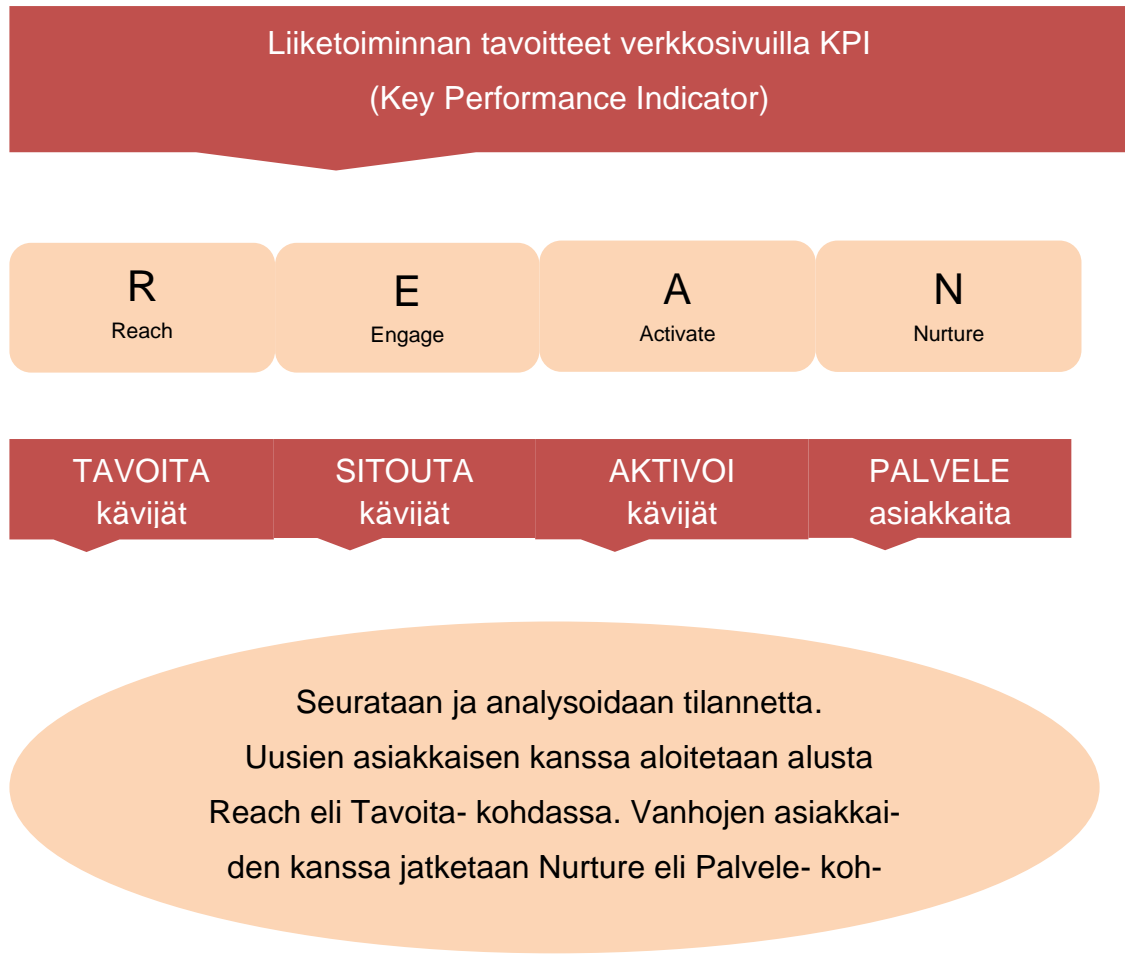 Liiketoiminnan tavoitteet verkkosivuilla KPI
(Key Performance Indicator)
R
Reach
E
Engage
A
Activate
N
Nurture
TAVOITA
kävijät
SITOUTA
kävijät
AKTIVOI
kävijät
PALVELE
asiakkaita
Seurataan ja analysoidaan tilannetta.
Uusien asiakkaisen kanssa aloitetaan alusta
Reach eli Tavoita- kohdassa. Vanhojen asiakkai-
den kanssa jatketaan Nurture eli Palvele- koh-